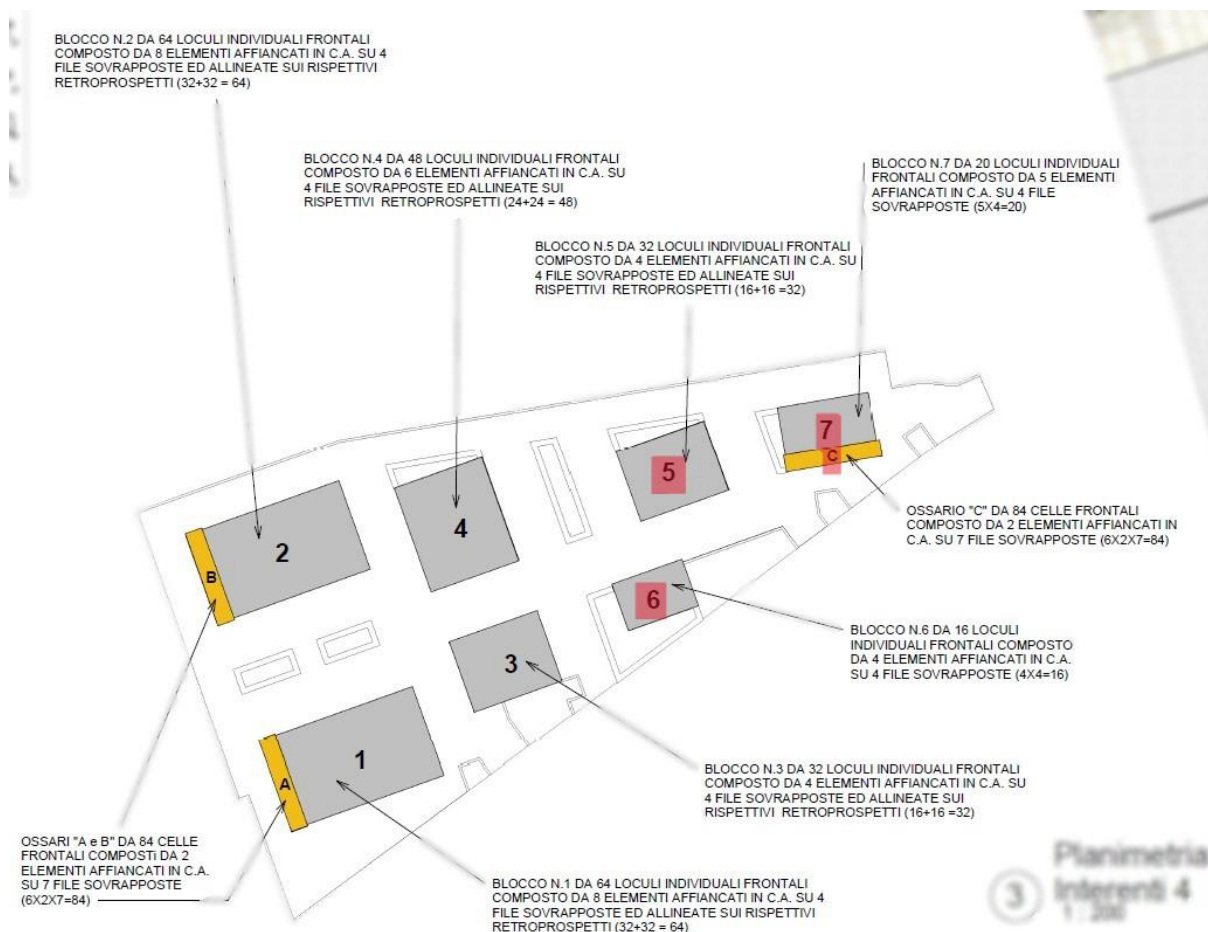 BLOCCO N.2 DA 64 LOCULI INDIVIDUALI FRONTALI
COMPOSTO DA 8 ELEMENTI AFFIANCATI IN C.A. SU 4
FILE SOVRAPPOSTE ED ALLINEATE SUI RISPETTIVI
RETROPROSPETTI (32+32 = 64)
BLOCCO N.4 DA 48 LOCULI INDIVIDUALI FRONTALI
COMPOSTO DA 6 ELEMENTI AFFIANCATI IN C.A. SU
4 FILE SOVRAPPOSTE ED ALLINEATE SUI
RISPETTIVI RETROPROSPETTI (24+24 = 48)
BLOCCO N.7 DA 20 LOCULI INDIVIDUALI
FRONTALI COMPOSTO DA 5 ELEMENTI
AFFIANCATI IN C.A. SU 4 FILE
SOVRAPPOSTE (5X4=20)
BLOCCO N.5 DA 32 LOCULI INDIVIDUALI FRONTALI
COMPOSTO DA 4 ELEMENTI AFFIANCATI IN C.A. SU
4 FILE SOVRAPPOSTE ED ALLINEATE SUI
RISPETTIVI RETROPROSPETTI (16+16 =32)
7
C
5
4
2
B
6
3
1
A
OSSARIO "C" DA 84 CELLE FRONTALI
COMPOSTO DA 2 ELEMENTI AFFIANCATI IN
C.A. SU 7 FILE SOVRAPPOSTE (6X2X7=84)
BLOCCO N.6 DA 16 LOCULI
INDIVIDUALI FRONTALI COMPOSTO
DA 4 ELEMENTI AFFIANCATI IN C.A.
SU 4 FILE SOVRAPPOSTE (4X4=16)
BLOCCO N.3 DA 32 LOCULI INDIVIDUALI FRONTALI
COMPOSTO DA 4 ELEMENTI AFFIANCATI IN C.A. SU
4 FILE SOVRAPPOSTE ED ALLINEATE SUI
RISPETTIVI RETROPROSPETTI (16+16 =32)
OSSARI "A e B" DA 84 CELLE
FRONTALI COMPOSTi DA 2
ELEMENTI AFFIANCATI IN C.A.
SU 7 FILE SOVRAPPOSTE
(6X2X7=84)
BLOCCO N.1 DA 64 LOCULI INDIVIDUALI FRONTALI
COMPOSTO DA 8 ELEMENTI AFFIANCATI IN C.A. SU 4
FILE SOVRAPPOSTE ED ALLINEATE SUI RISPETTIVI
RETROPROSPETTI (32+32 = 64)
3
Planimetria
Interenti 4
1 : 200